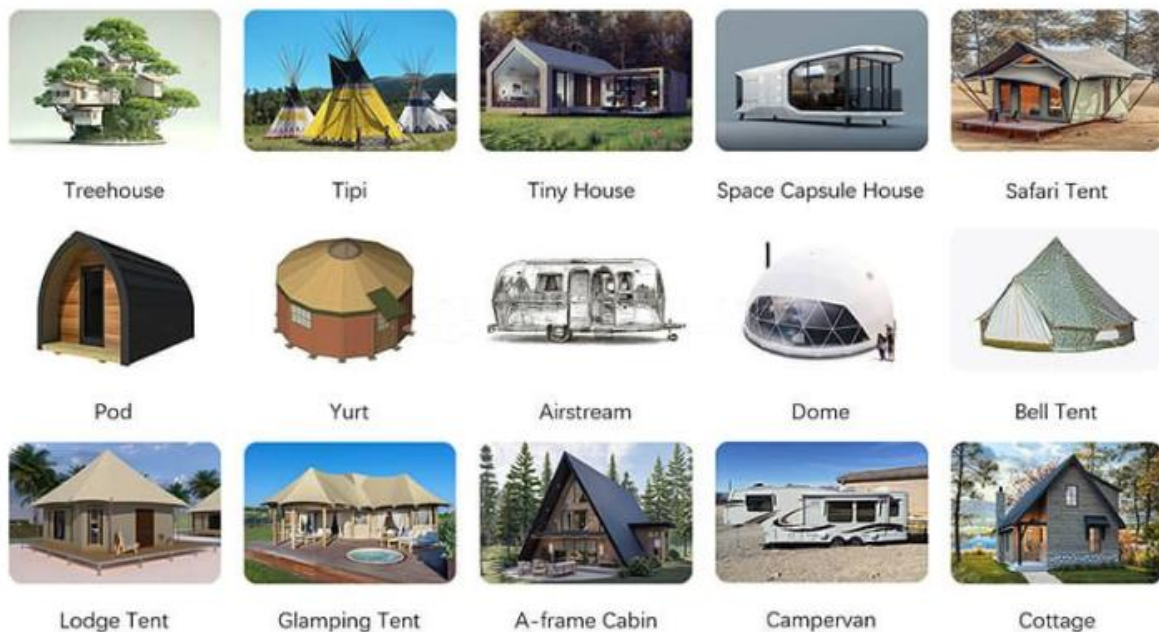 Treehouse
Tipi
Tiny House
Space Capsule House
Safari Tent
Pod
Yurt
Airstream
Dome
Bell Tent
Lodge Tent
Glamping Tent
A-frame Cabin
Campervan
Cottage